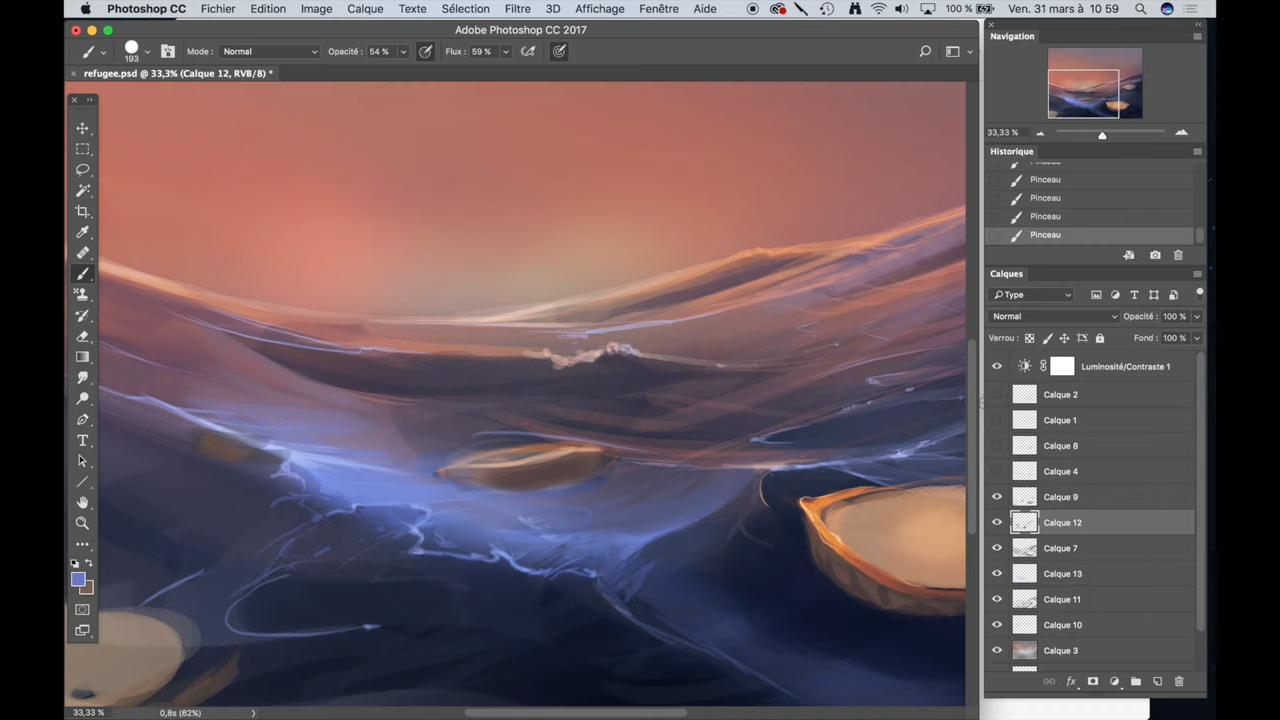 Photoshop CC Fichier Edition Image Calque Texte Sélection Filtre 3D Affichage Fenêtre Aide 100 % Ven. 31 mars à 10 59
Adobe Photoshop CC 2017
193 Mode : Normal Opacité : 54 % Flux : 59 %
refugee.psd @ 33,3% (Calque 12, RVB/8) *
Navigation
33,33 %
Historique
Pinceau
Pinceau
Pinceau
Pinceau
Pinceau
Calques
Type
Normal Opacité : 100 %
Verrou : Fond : 100 %
Luminosité/Contraste 1
Calque 2
Calque 1
Calque 8
Calque 4
Calque 9
Calque 12
Calque 7
Calque 13
Calque 11
Calque 10
Calque 3
fx
33,33 % 0,8s (62%)